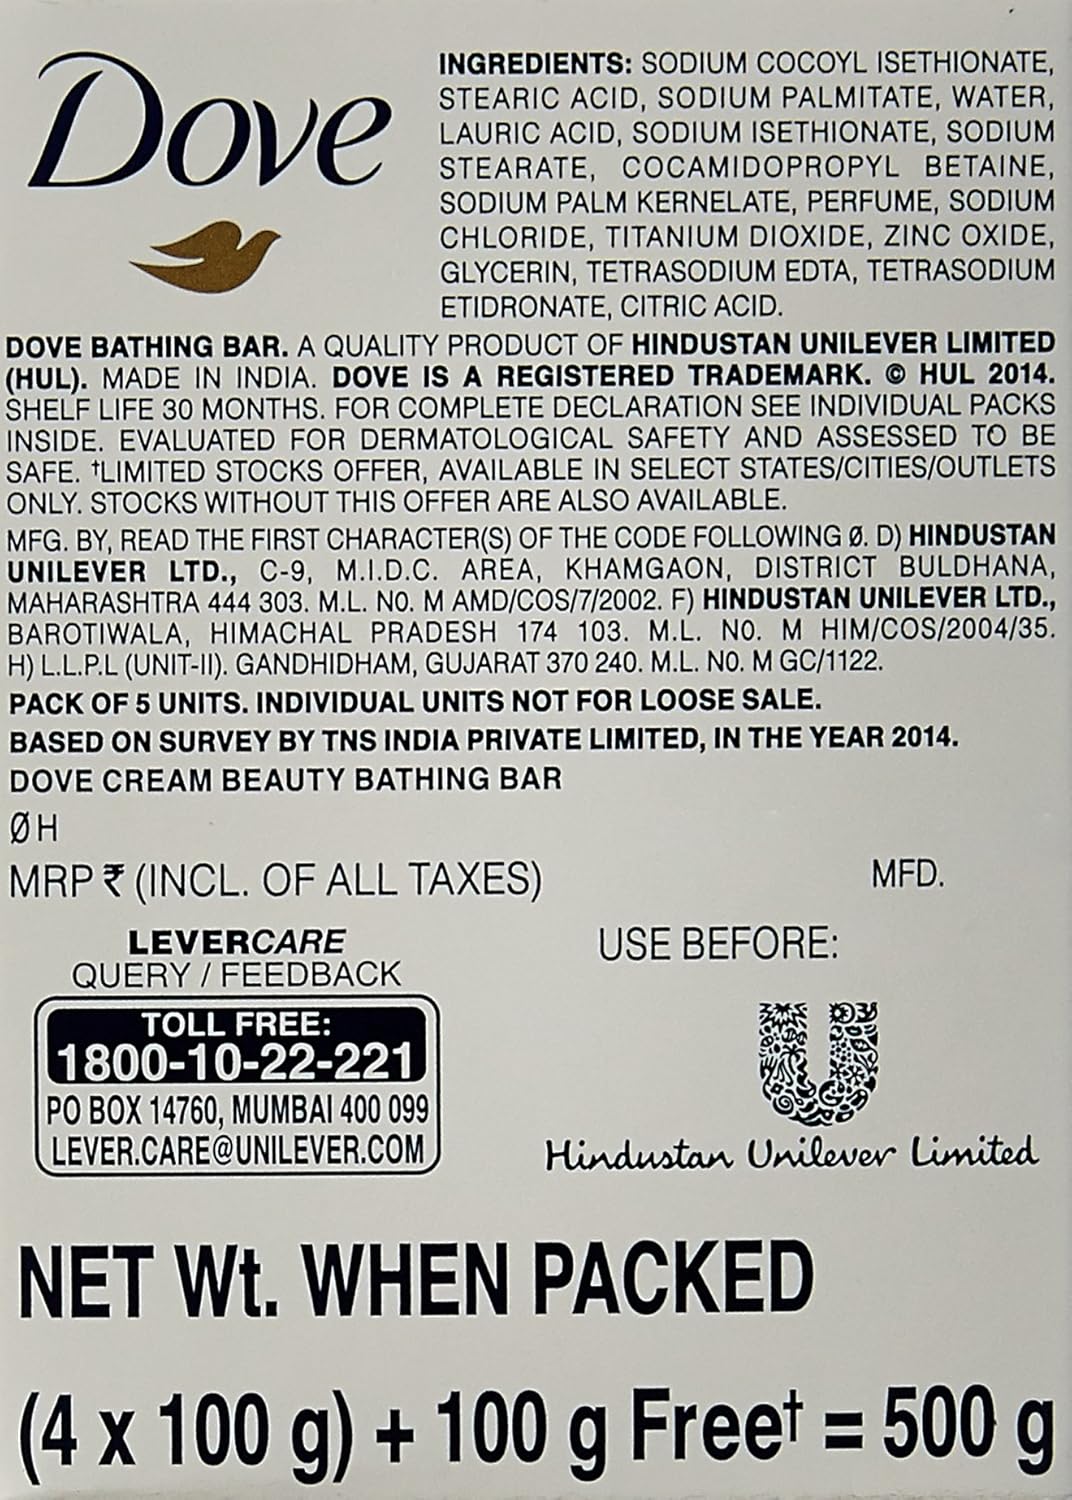 Dove
INGREDIENTS: SODIUM COCOYL ISETHIONATE,
STEARIC ACID, SODIUM PALMITATE, WATER,
LAURIC ACID, SODIUM ISETHIONATE, SODIUM
STEARATE, COCAMIDOPROPYL BETAINE,
SODIUM PALM KERNELATE, PERFUME, SODIUM
CHLORIDE, TITANIUM DIOXIDE, ZINC OXIDE,
GLYCERIN, TETRASODIUM EDTA, TETRASODIUM
ETIDRONATE, CITRIC ACID.
DOVE BATHING BAR. A QUALITY PRODUCT OF HINDUSTAN UNILEVER LIMITED
(HUL). MADE IN INDIA. DOVE IS A REGISTERED TRADEMARK. © HUL 2014.
SHELF LIFE 30 MONTHS. FOR COMPLETE DECLARATION SEE INDIVIDUAL PACKS
INSIDE. EVALUATED FOR DERMATOLOGICAL SAFETY AND ASSESSED TO BE
SAFE. †LIMITED STOCKS OFFER, AVAILABLE IN SELECT STATES/CITIES/OUTLETS
ONLY. STOCKS WITHOUT THIS OFFER ARE ALSO AVAILABLE.
MFG. BY, READ THE FIRST CHARACTER(S) OF THE CODE FOLLOWING Ø. D) HINDUSTAN
UNILEVER LTD., C-9, M.I.D.C. AREA, KHAMGAON, DISTRICT BULDHANA,
MAHARASHTRA 444 303. M.L. NO. M AMD/COS/7/2002. F) HINDUSTAN UNILEVER LTD.,
BAROTIWALA, HIMACHAL PRADESH 174 103. M.L. NO. M HIM/COS/2004/35.
H) L.L.P.L (UNIT-II). GANDHIDHAM, GUJARAT 370 240. M.L. NO. M GC/1122.
PACK OF 5 UNITS. INDIVIDUAL UNITS NOT FOR LOOSE SALE.
BASED ON SURVEY BY TNS INDIA PRIVATE LIMITED, IN THE YEAR 2014.
DOVE CREAM BEAUTY BATHING BAR
Ø H
MRP ₹ (INCL. OF ALL TAXES)
MFD.
USE BEFORE:
LEVERCARE
QUERY / FEEDBACK
TOLL FREE:
1800-10-22-221
PO BOX 14760, MUMBAI 400 099
LEVER.CARE@UNILEVER.COM
Hindustan Unilever Limited
NET Wt. WHEN PACKED
(4 x 100 g) + 100 g Free† = 500 g